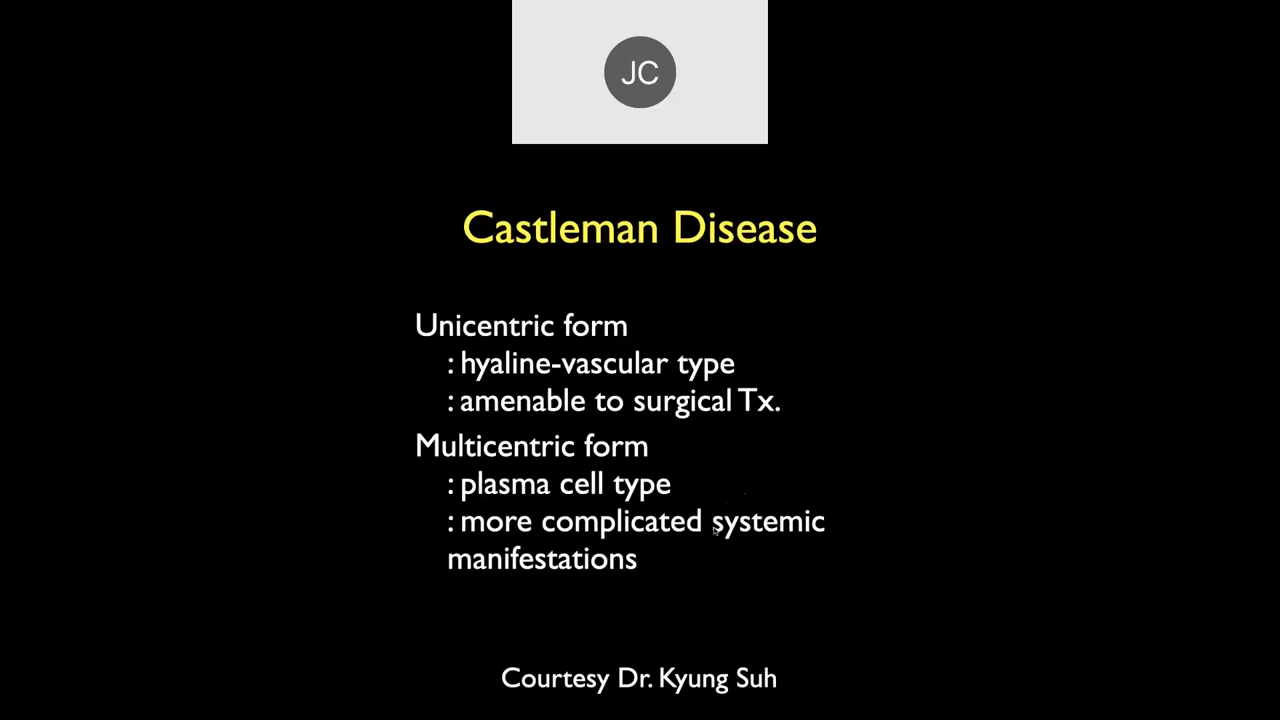 JC
Castleman Disease
Unicentric form
: hyaline-vascular type
: amenable to surgical Tx.
Multicentric form
: plasma cell type
: more complicated systemic
manifestations
Courtesy Dr. Kyung Suh